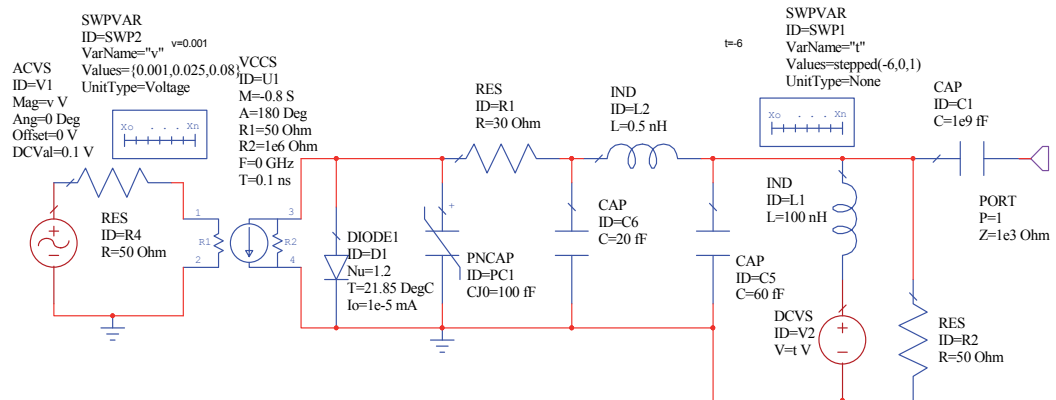 SWPVAR
ID=SWP2
VarName="v"
Values={0.001,0.025,0.08}
UnitType=Voltage
v=0.001
Xo . . . Xn
ACVS
ID=V1
Mag=v V
Ang=0 Deg
Offset=0 V
DCVal=0.1 V
RES
ID=R4
R=50 Ohm
VCCS
ID=U1
M=-0.8 S
A=180 Deg
R1=50 Ohm
R2=1e6 Ohm
F=0 GHz
T=0.1 ns
1
2
R1
R2
3
4
DIODE1
ID=D1
Nu=1.2
T=21.85 DegC
Io=1e-5 mA
+
PNCAP
ID=PC1
CJ0=100 fF
RES
ID=R1
R=30 Ohm
CAP
ID=C6
C=20 fF
IND
ID=L2
L=0.5 nH
CAP
ID=C5
C=60 fF
t=-6
SWPVAR
ID=SWP1
VarName="t"
Values=stepped(-6,0,1)
UnitType=None
Xo . . . Xn
IND
ID=L1
L=100 nH
DCVS
ID=V2
V=t V
+
RES
ID=R2
R=50 Ohm
CAP
ID=C1
C=1e9 fF
PORT
P=1
Z=1e3 Ohm